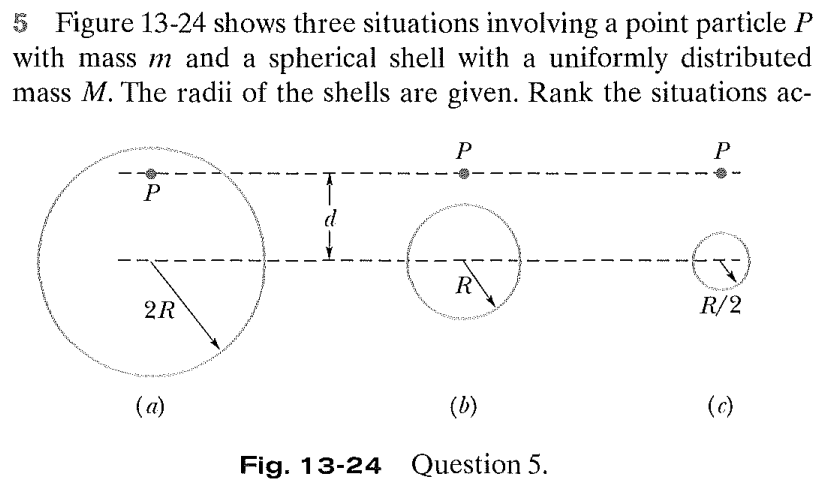 5 Figure 13-24 shows three situations involving a point particle P
with mass m and a spherical shell with a uniformly distributed
mass M. The radii of the shells are given. Rank the situations ac-
P P
P
d
2R
R
R/2
(a) (b) (c)
Fig. 13-24 Question 5.